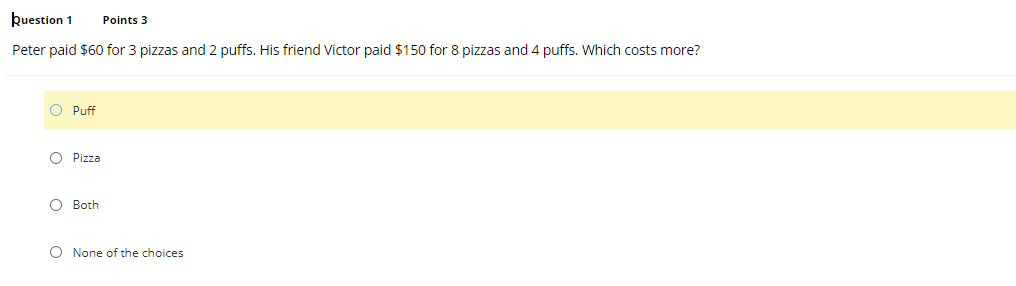 Question 1 Points 3
Peter paid $60 for 3 pizzas and 2 puffs. His friend Victor paid $150 for 8 pizzas and 4 puffs. Which costs more?
Puff
Pizza
Both
None of the choices